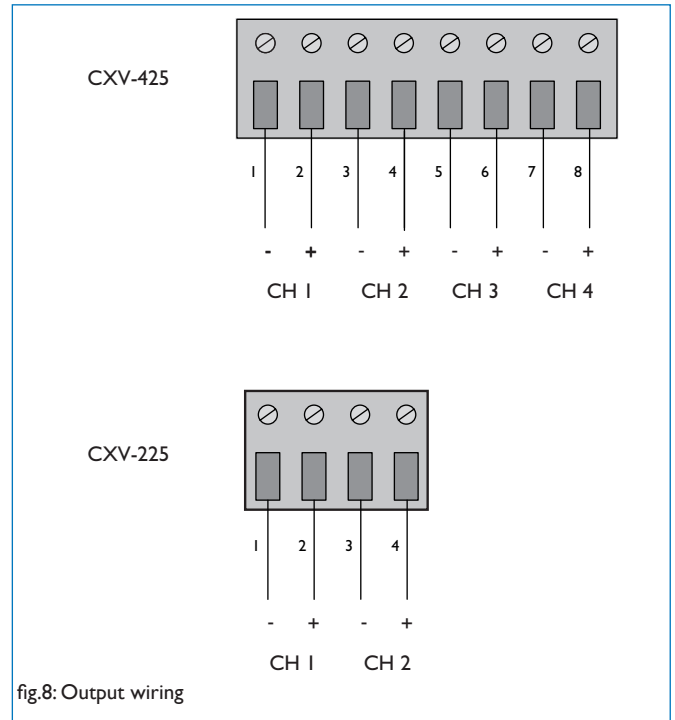 CXV-425
1 2 3 4 5 6 7 8
- + - + - + - +
CH 1 CH 2 CH 3 CH 4
CXV-225
1 2 3 4
- + - +
CH 1 CH 2
fig.8: Output wiring